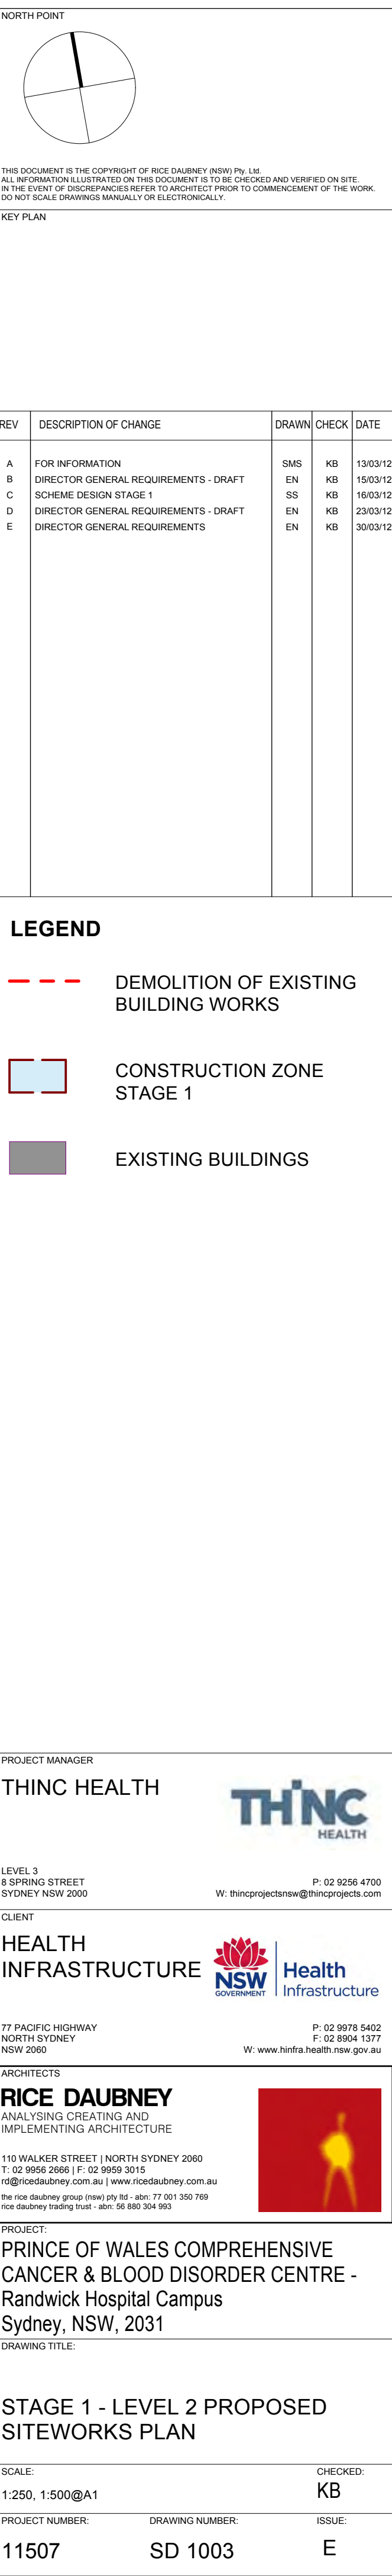 NORTH POINT
THIS DOCUMENT IS THE COPYRIGHT OF RICE DAUBNEY (NSW) Pty. Ltd.
ALL INFORMATION ILLUSTRATED ON THIS DOCUMENT IS TO BE CHECKED AND VERIFIED ON SITE.
IN THE EVENT OF DISCREPANCIES REFER TO ARCHITECT PRIOR TO COMMENCEMENT OF THE WORK.
DO NOT SCALE DRAWINGS MANUALLY OR ELECTRONICALLY.
KEY PLAN
REV DESCRIPTION OF CHANGE DRAWN CHECK DATE
A FOR INFORMATION SMS KB 13/03/12
B DIRECTOR GENERAL REQUIREMENTS - DRAFT EN KB 15/03/12
C SCHEME DESIGN STAGE 1 SS KB 16/03/12
D DIRECTOR GENERAL REQUIREMENTS - DRAFT EN KB 23/03/12
E DIRECTOR GENERAL REQUIREMENTS EN KB 30/03/12
LEGEND
DEMOLITION OF EXISTING
BUILDING WORKS
CONSTRUCTION ZONE
STAGE 1
EXISTING BUILDINGS
PROJECT MANAGER
THINC HEALTH
THINC
HEALTH
LEVEL 3
8 SPRING STREET P: 02 9256 4700
SYDNEY NSW 2000 W: thincprojectsnsw@thincprojects.com
CLIENT
HEALTH
INFRASTRUCTURE
NSW
GOVERNMENT
Health
Infrastructure
77 PACIFIC HIGHWAY P: 02 9978 5402
NORTH SYDNEY F: 02 8904 1377
NSW 2060 W: www.hinfra.health.nsw.gov.au
ARCHITECTS
RICE DAUBNEY
ANALYSING CREATING AND
IMPLEMENTING ARCHITECTURE
110 WALKER STREET | NORTH SYDNEY 2060
T: 02 9956 2666 | F: 02 9959 3015
rd@ricedaubney.com.au | www.ricedaubney.com.au
the rice daubney group (nsw) pty ltd - abn: 77 001 350 769
rice daubney trading trust - abn: 56 880 304 993
PROJECT:
PRINCE OF WALES COMPREHENSIVE
CANCER & BLOOD DISORDER CENTRE -
Randwick Hospital Campus
Sydney, NSW, 2031
DRAWING TITLE:
STAGE 1 - LEVEL 2 PROPOSED
SITEWORKS PLAN
SCALE: CHECKED:
1:250, 1:500@A1 KB
PROJECT NUMBER: DRAWING NUMBER: ISSUE:
11507 SD 1003 E